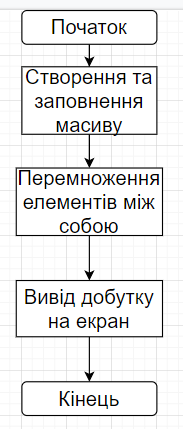 Початок
Створення та
заповнення
масиву
Перемноження
елементів між
собою
Вивід добутку
на екран
Кінець